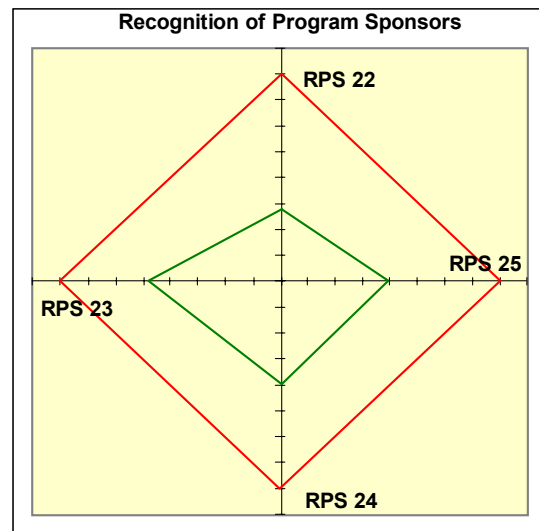 Recognition of Program Sponsors
RPS 22
RPS 25
RPS 23
RPS 24